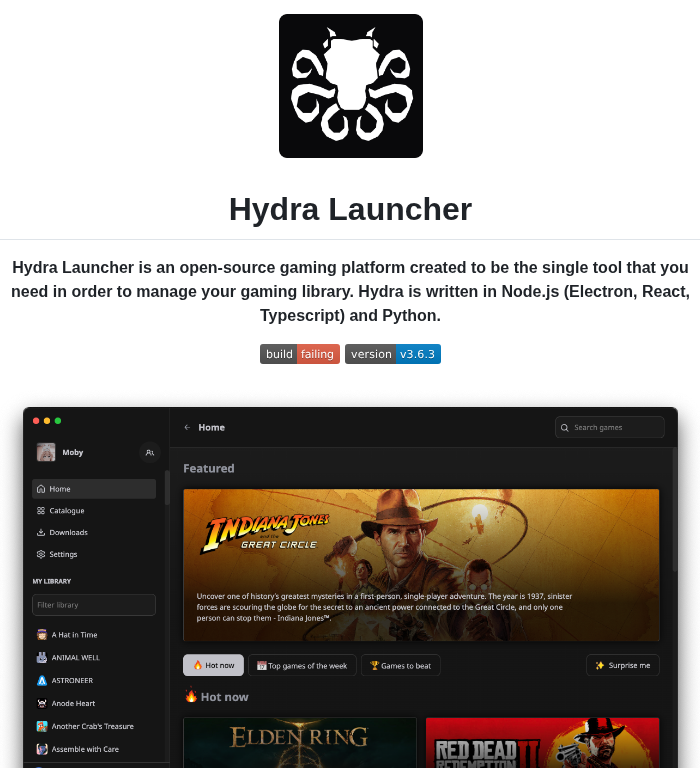 Hydra Launcher
Hydra Launcher is an open-source gaming platform created to be the single tool that you
need in order to manage your gaming library. Hydra is written in Node.js (Electron, React,
Typescript) and Python.
build failing version v3.6.3
Moby
Home
Search games
Home
Catalogue
Downloads
Settings
MY LIBRARY
Filter library
A Hat in Time
ANIMAL WELL
ASTRONEER
Anode Heart
Another Crab's Treasure
Assemble with Care
Featured
INDIANA JONES
and the
GREAT CIRCLE
Uncover one of history's greatest mysteries in a first-person, single-player adventure. The year is 1937, sinister
forces are scouring the globe for the secret to an ancient power connected to the Great Circle, and only one
person can stop them - Indiana Jones™.
Hot now
Top games of the week
Games to beat
Surprise me
Hot now
ELDEN RING
RED DEAD
REDEMPTION II